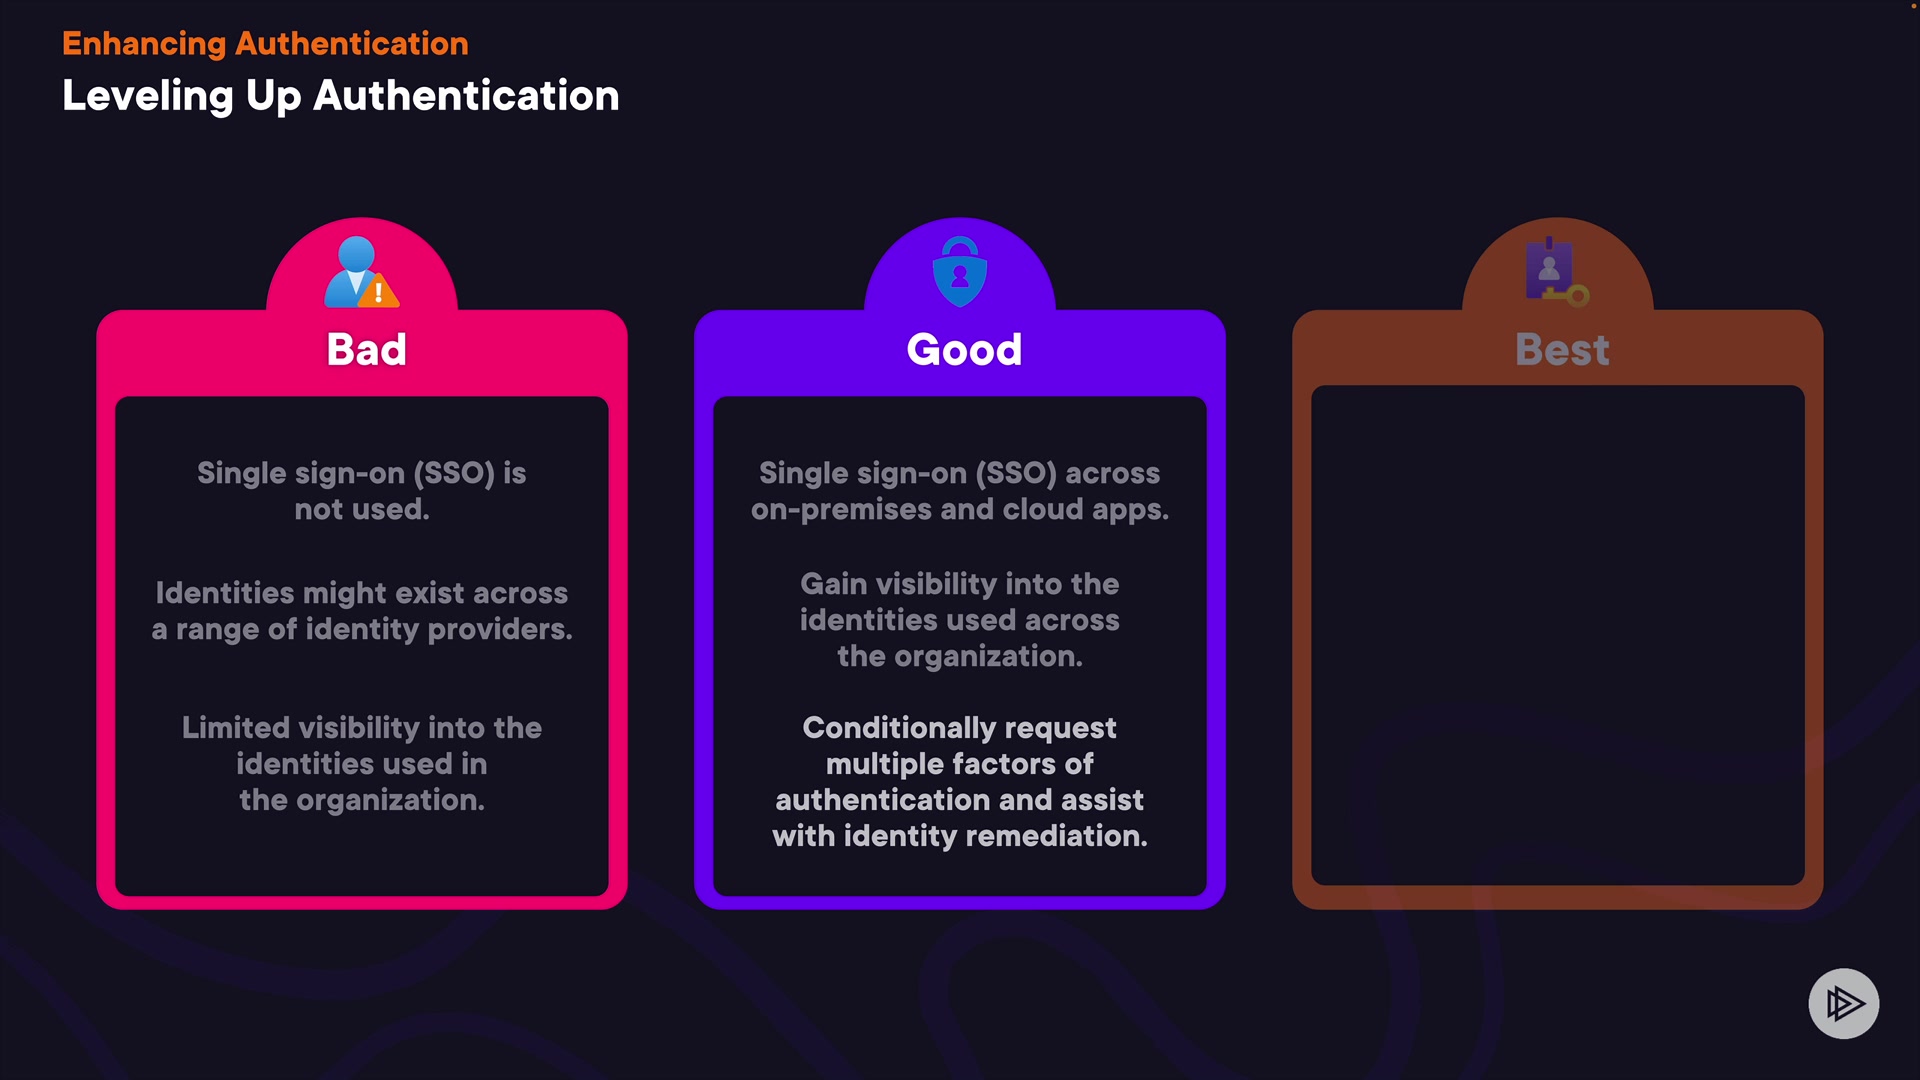 Enhancing Authentication
Leveling Up Authentication
Bad
Single sign-on (SSO) is
not used.
Identities might exist across
a range of identity providers.
Limited visibility into the
identities used in
the organization.
Good
Single sign-on (SSO) across
on-premises and cloud apps.
Gain visibility into the
identities used across
the organization.
Conditionally request
multiple factors of
authentication and assist
with identity remediation.
Best